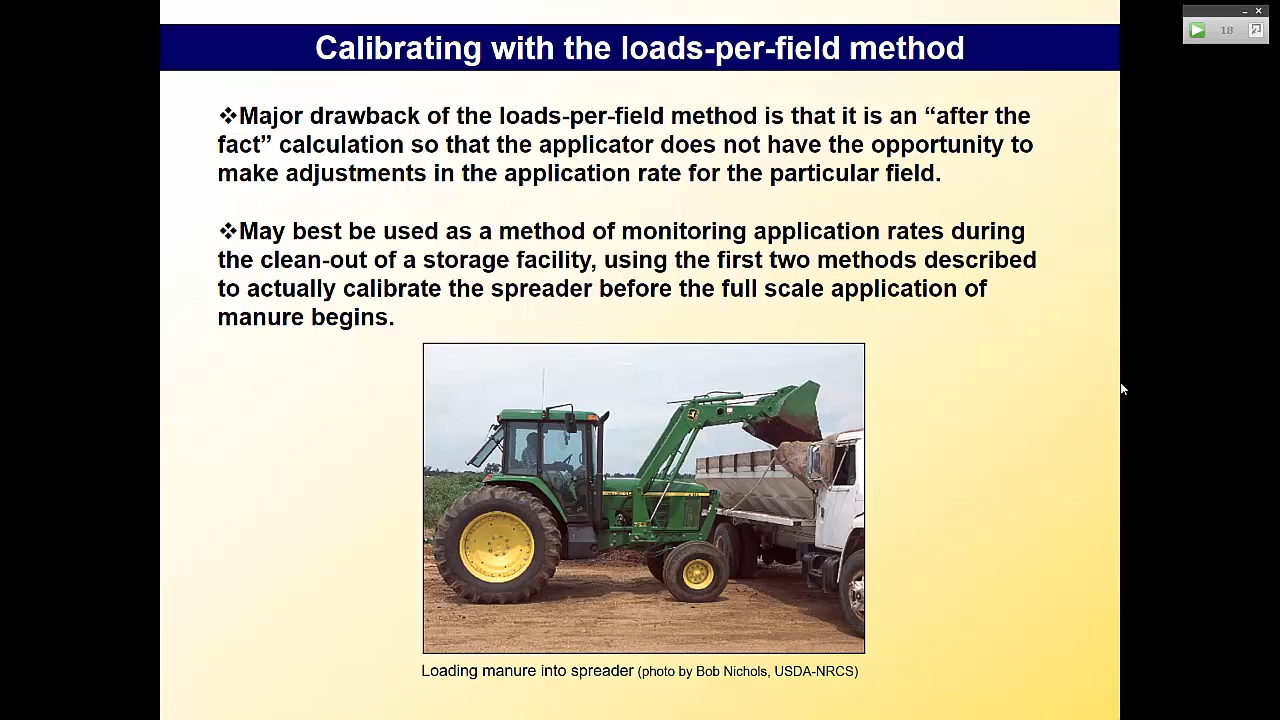 Calibrating with the loads-per-field method
18
❖Major drawback of the loads-per-field method is that it is an “after the
fact” calculation so that the applicator does not have the opportunity to
make adjustments in the application rate for the particular field.
❖May best be used as a method of monitoring application rates during
the clean-out of a storage facility, using the first two methods described
to actually calibrate the spreader before the full scale application of
manure begins.
Loading manure into spreader (photo by Bob Nichols, USDA-NRCS)